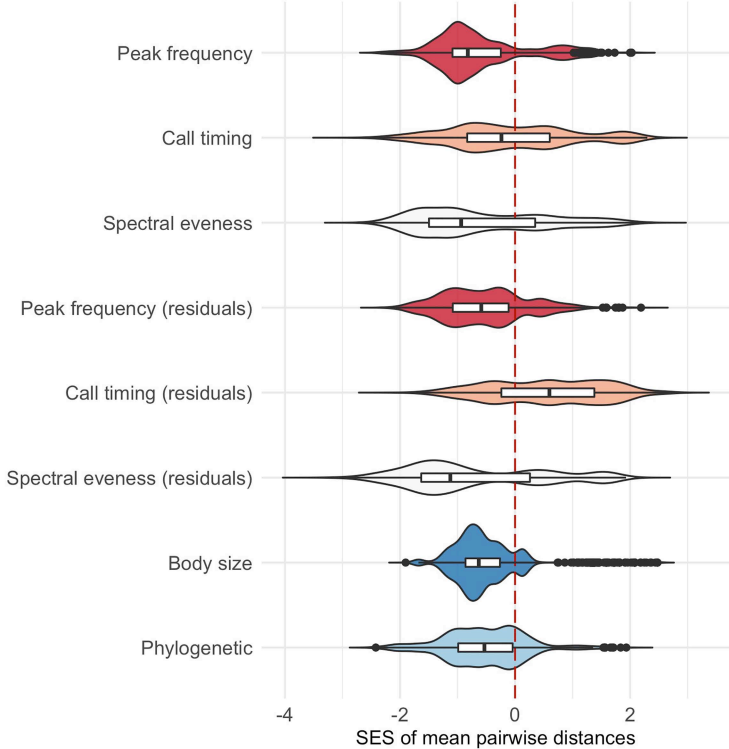 Peak frequency
Call timing
Spectral eveness
Peak frequency (residuals)
Call timing (residuals)
Spectral eveness (residuals)
Body size
Phylogenetic
-4 -2 0 2
SES of mean pairwise distances